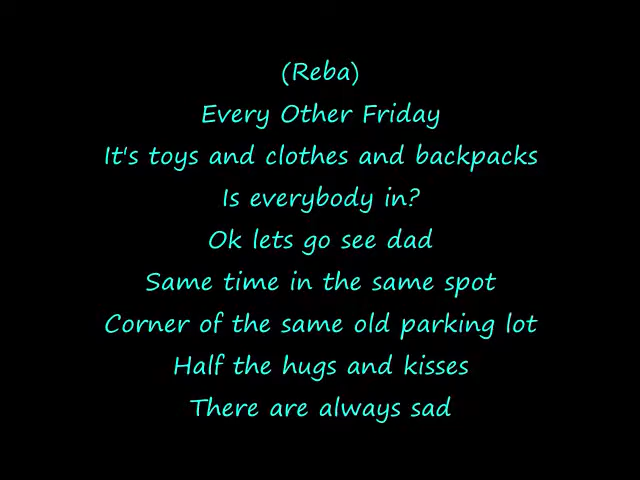 (Reba)
Every Other Friday
It's toys and clothes and backpacks
Is everybody in?
Ok lets go see dad
Same time in the same spot
Corner of the same old parking lot
Half the hugs and kisses
There are always sad